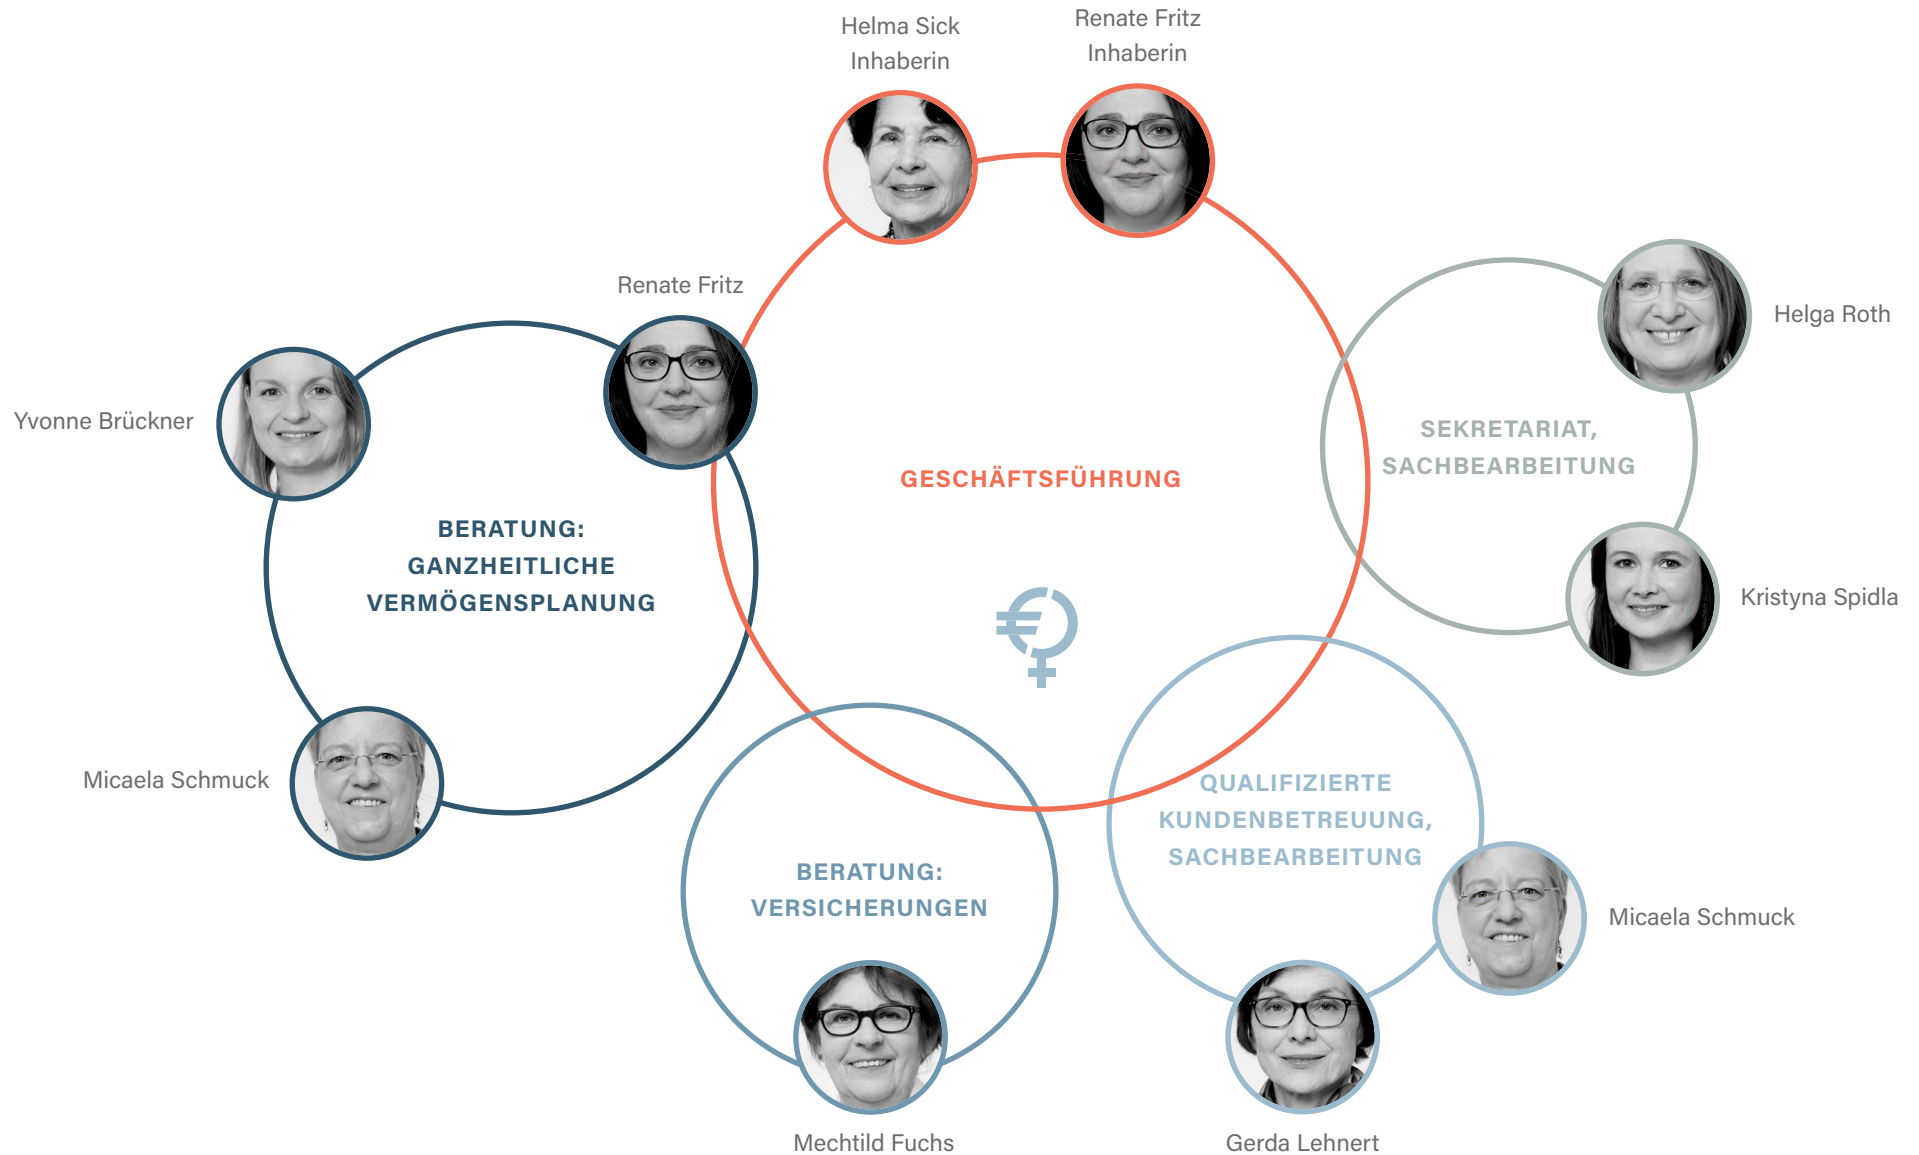 Helma Sick
Inhaberin
Renate Fritz
Inhaberin
Renate Fritz
Yvonne Brückner
Micaela Schmuck
BERATUNG:
GANZHEITLICHE
VERMÖGENSPLANUNG
GESCHÄFTSFÜHRUNG
SEKRETARIAT,
SACHBEARBEITUNG
Helga Roth
Kristyna Spidla
BERATUNG:
VERSICHERUNGEN
Mechtild Fuchs
QUALIFIZIERTE
KUNDENBETREUUNG,
SACHBEARBEITUNG
Micaela Schmuck
Gerda Lehnert